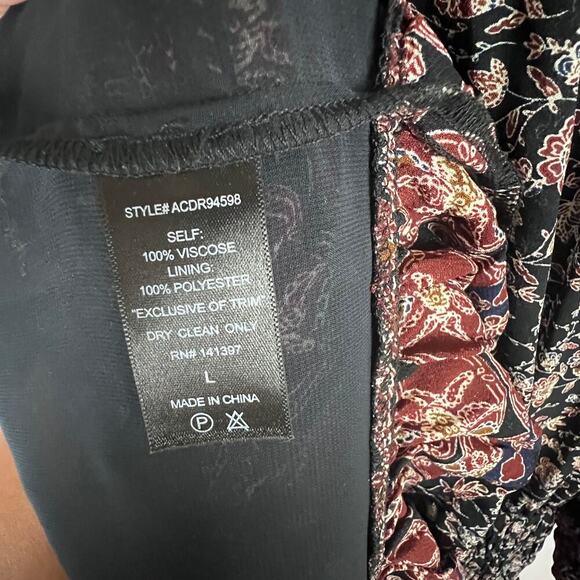 STYLE# ACDR94598
SELF:
100% VISCOSE
LINING:
100% POLYESTER
"EXCLUSIVE OF TRIM"
DRY CLEAN ONLY
RN# 141397
L
MADE IN CHINA
P